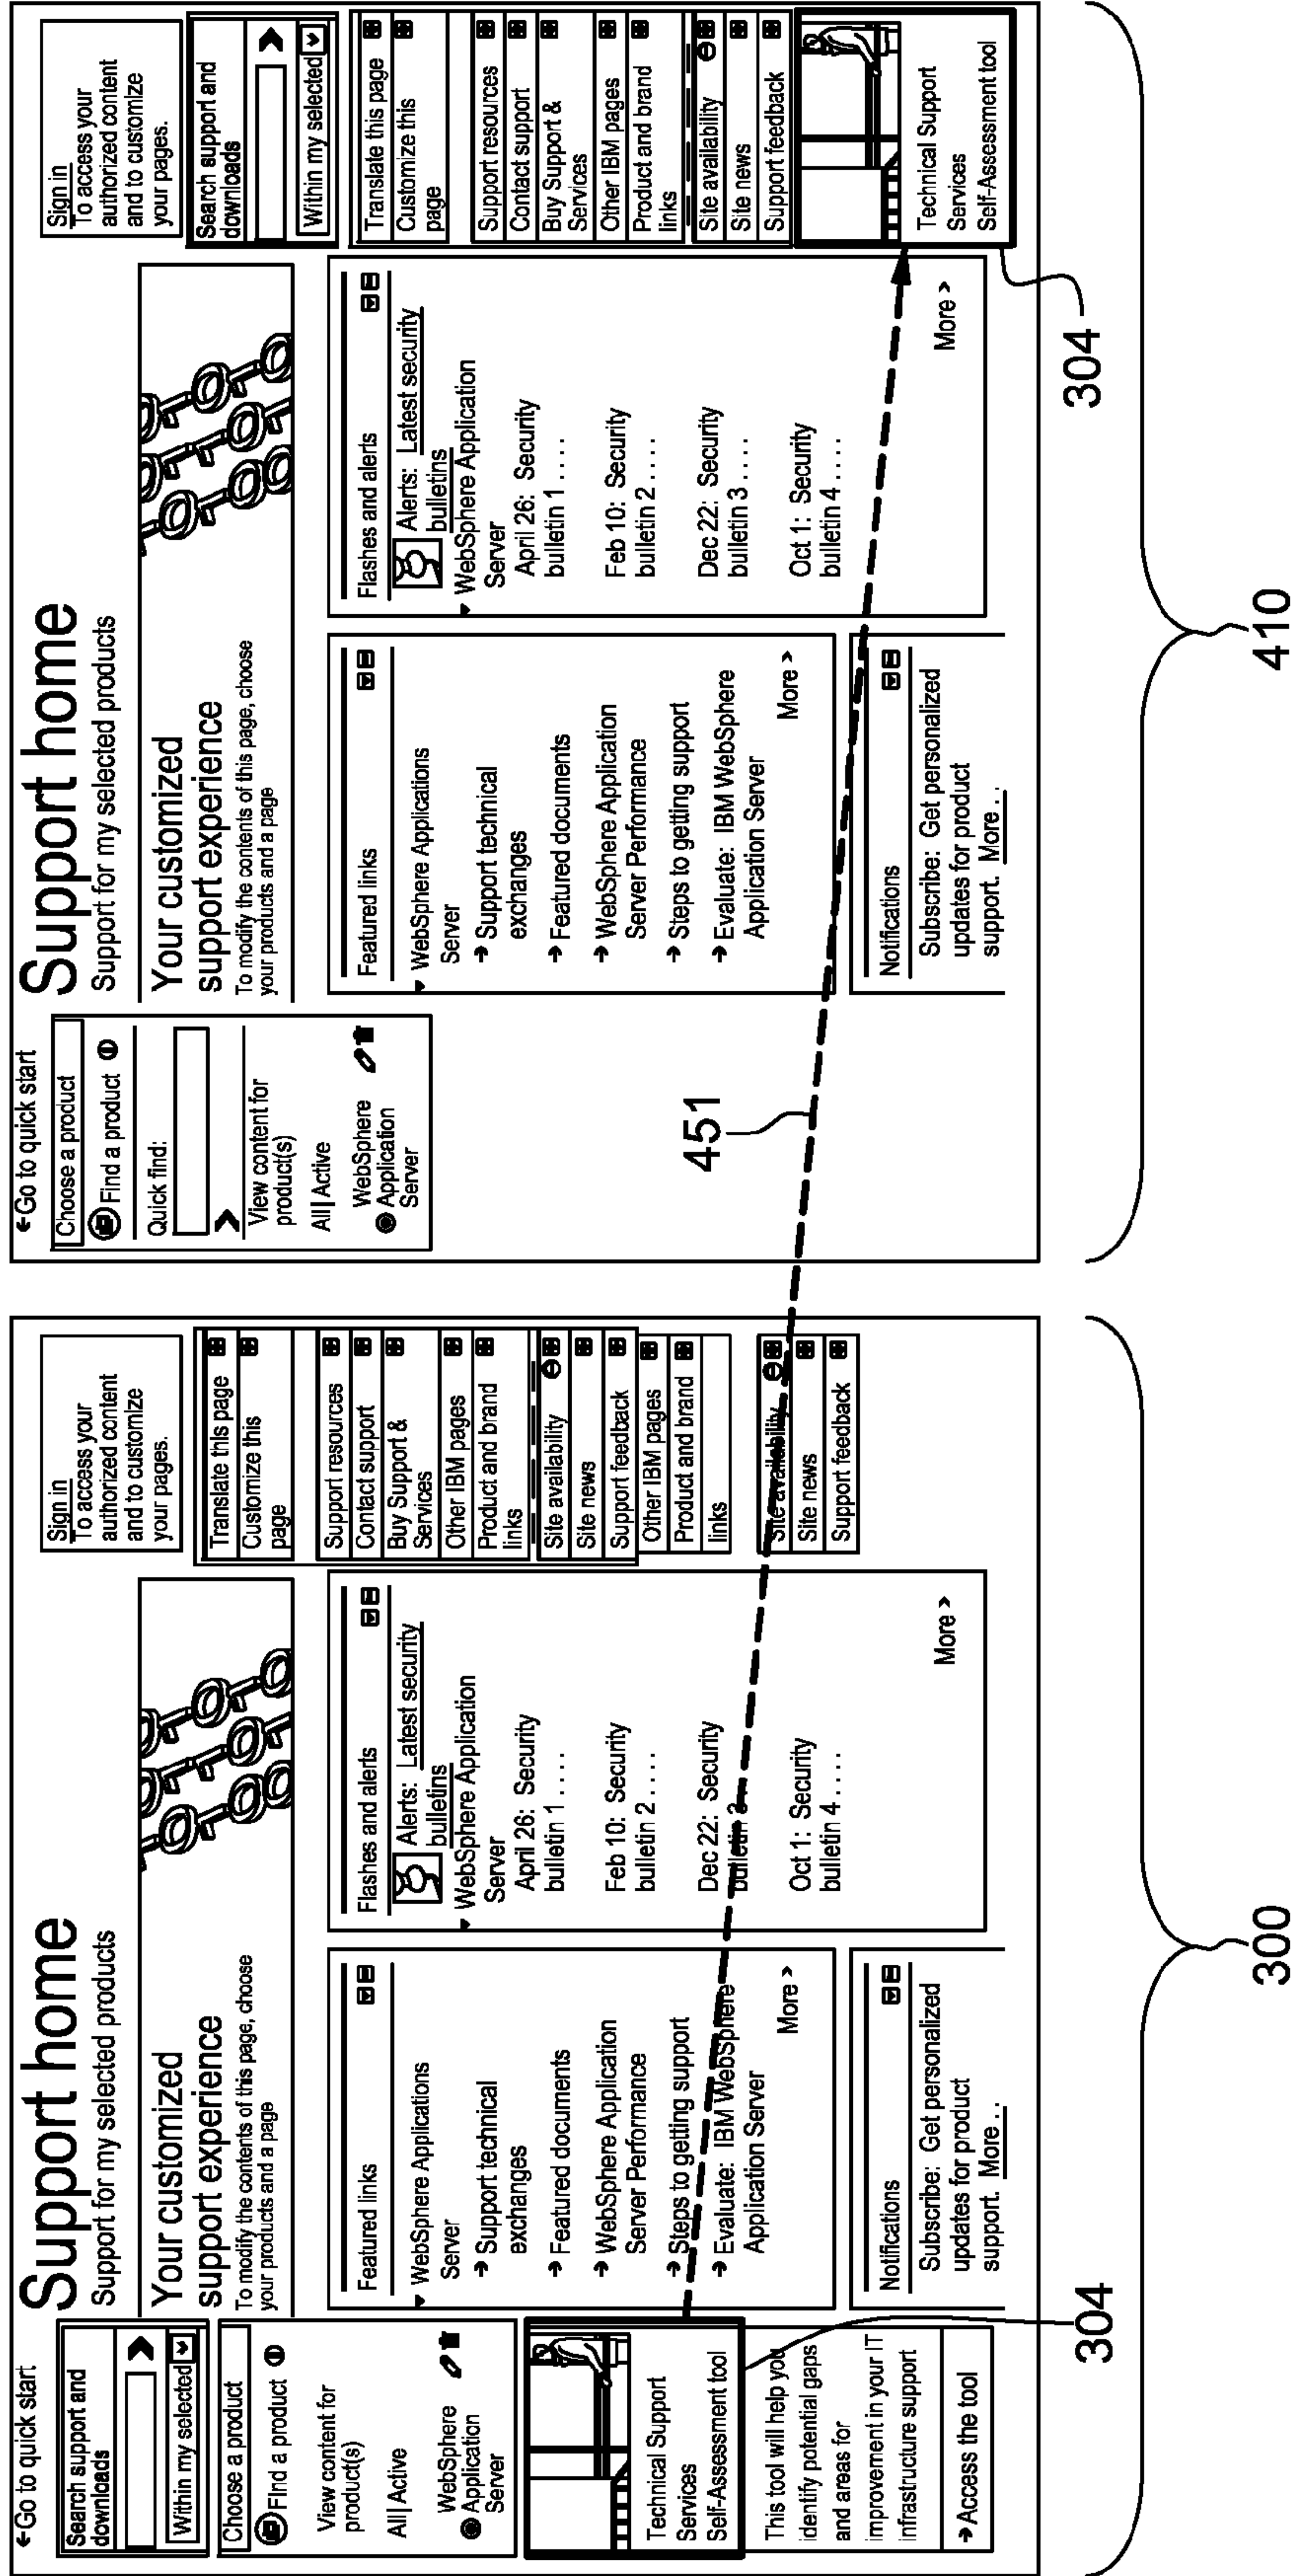 ←Go to quick start
Search support and
downloads
Within my selected
Choose a product
Find a product
View content for
product(s)
All|Active
WebSphere
Application
Server
Technical Support
Services
Self-Assessment tool
This tool will help you
identify potential gaps
and areas for
improvement in your IT
infrastructure support
→Access the tool
304
Support home
Support for my selected products
Your customized
support experience
To modify the contents of this page, choose
your products and a page
Featured links
WebSphere Applications
Server
→Support technical
exchanges
→Featured documents
→WebSphere Application
Server Performance
→Steps to getting support
→Evaluate: IBM WebSphere
Application Server
More >
Notifications
Subscribe: Get personalized
updates for product
support. More . .
Flashes and alerts
Alerts: Latest security
bulletins
WebSphere Application
Server
April 26: Security
bulletin 1 . . . .
Feb 10: Security
bulletin 2 . . . .
Dec 22: Security
bulletin 3 . . . .
Oct 1: Security
bulletin 4 . . . .
More >
Sign in
To access your
authorized content
and to customize
your pages.
Translate this page
Customize this
page
Support resources
Contact support
Buy Support &
Services
Other IBM pages
Product and brand
links
Site availability
Site news
Support feedback
Other IBM pages
Product and brand
links
Site availability
Site news
Support feedback
300
451
←Go to quick start
Choose a product
Find a product
Quick find:
View content for
product(s)
All|Active
WebSphere
Application
Server
Support home
Support for my selected products
Your customized
support experience
To modify the contents of this page, choose
your products and a page
Featured links
WebSphere Applications
Server
→Support technical
exchanges
→Featured documents
→WebSphere Application
Server Performance
→Steps to getting support
→Evaluate: IBM WebSphere
Application Server
More >
Notifications
Subscribe: Get personalized
updates for product
support. More . .
Flashes and alerts
Alerts: Latest security
bulletins
WebSphere Application
Server
April 26: Security
bulletin 1 . . . .
Feb 10: Security
bulletin 2 . . . .
Dec 22: Security
bulletin 3 . . . .
Oct 1: Security
bulletin 4 . . . .
More >
Sign in
To access your
authorized content
and to customize
your pages.
Search support and
downloads
Within my selected
Translate this page
Customize this
page
Support resources
Contact support
Buy Support &
Services
Other IBM pages
Product and brand
links
Site availability
Site news
Support feedback
Technical Support
Services
Self-Assessment tool
304
410